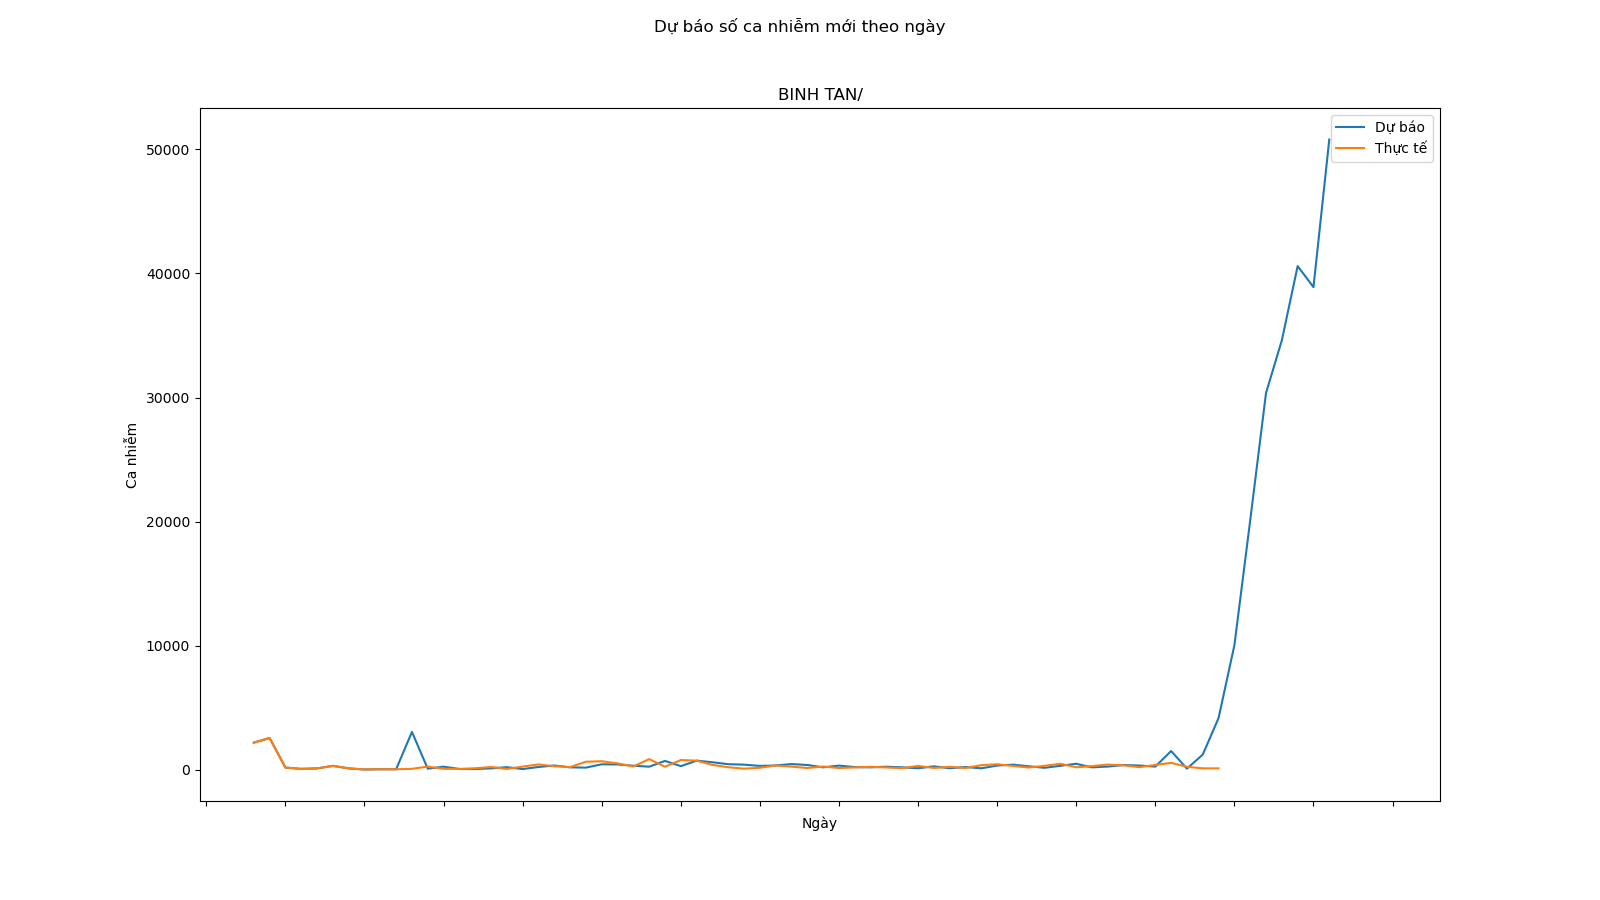 Dự báo số ca nhiễm mới theo ngày
BINH TAN/
Dự báo
Thực tế
50000
40000
30000
20000
10000
0
Ca nhiễm
Ngày